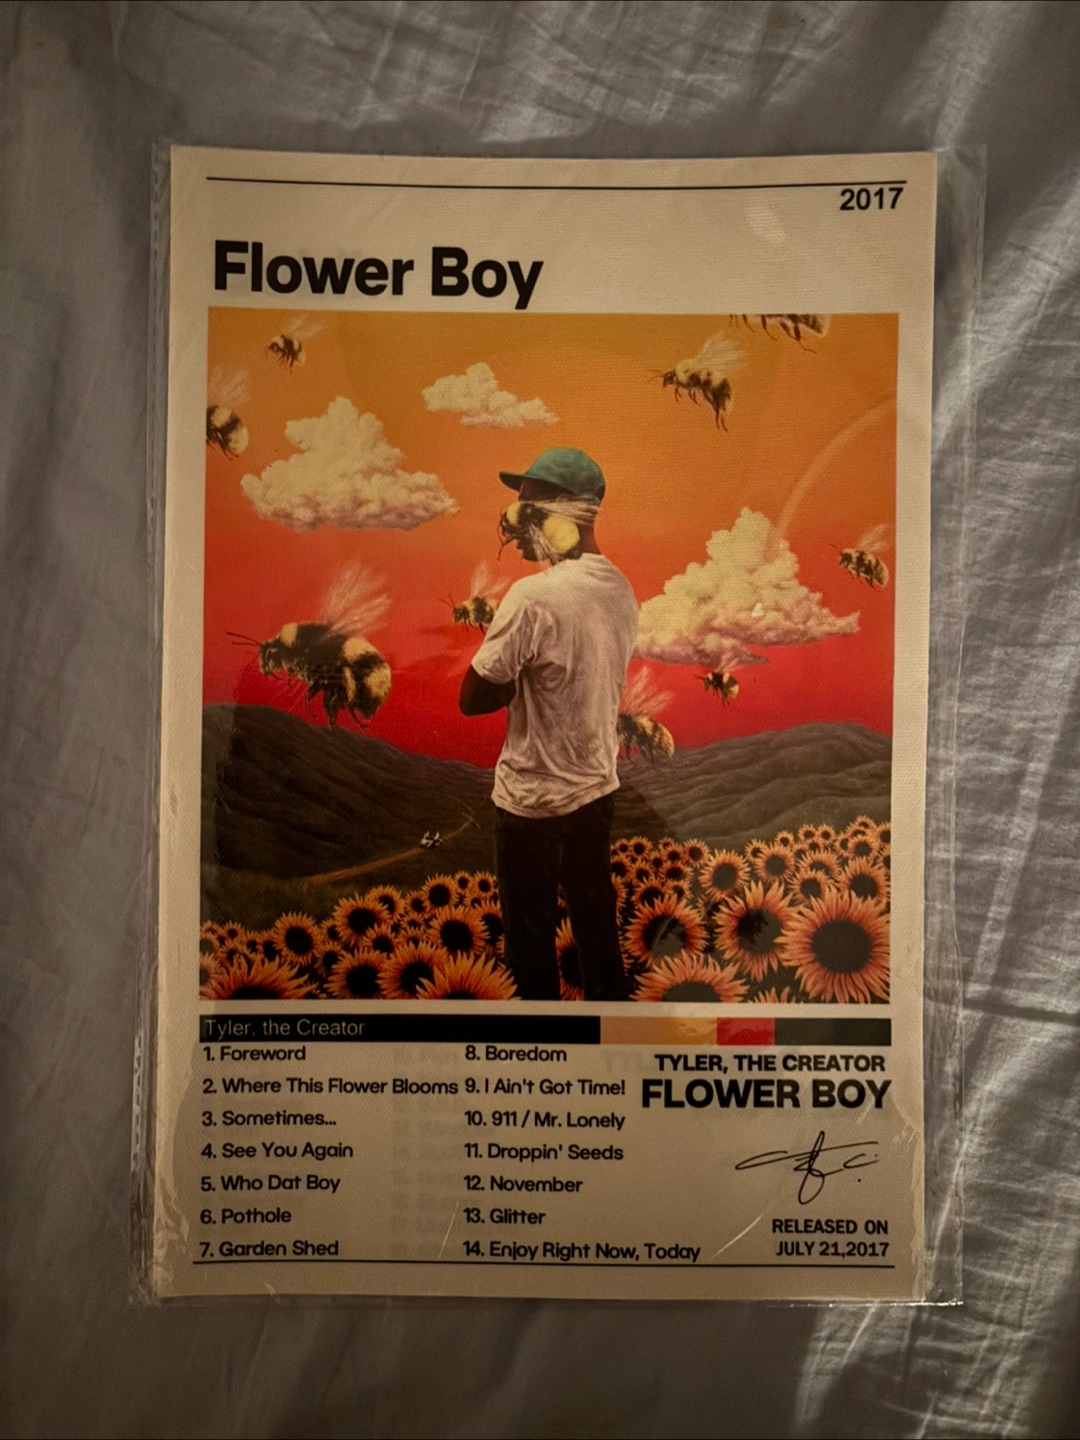 2017
Flower Boy
Tyler, the Creator
1. Foreword
2. Where This Flower Blooms
3. Sometimes...
4. See You Again
5. Who Dat Boy
6. Pothole
7. Garden Shed
8. Boredom
9. I Ain't Got Time!
10. 911 / Mr. Lonely
11. Droppin' Seeds
12. November
13. Glitter
14. Enjoy Right Now, Today
TYLER, THE CREATOR
FLOWER BOY
RELEASED ON
JULY 21,2017